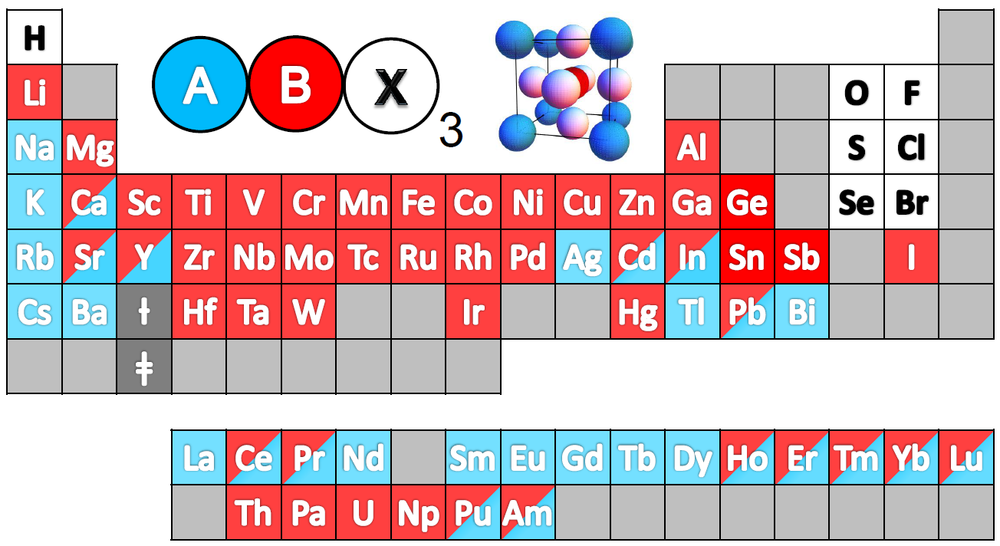 H
A B X 3
Li O F
Na Mg Al S Cl
K Ca Sc Ti V Cr Mn Fe Co Ni Cu Zn Ga Ge Se Br
Rb Sr Y Zr Nb Mo Tc Ru Rh Pd Ag Cd In Sn Sb I
Cs Ba ƚ Hf Ta W Ir Hg Tl Pb Bi
ǂ
La Ce Pr Nd Sm Eu Gd Tb Dy Ho Er Tm Yb Lu
Th Pa U Np Pu Am